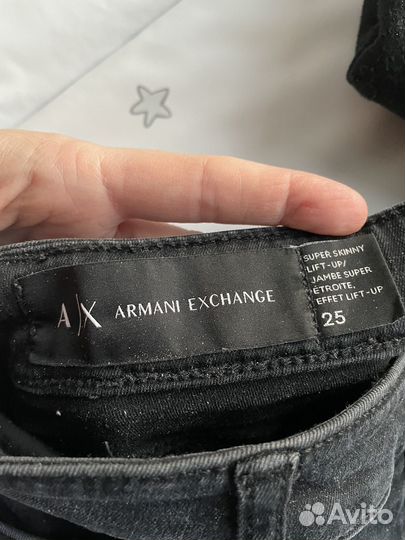 A|X ARMANI EXCHANGE
SUPER SKINNY
LIFT-UP/
JAMBE SUPER
ÉTROITE,
EFFET LIFT-UP
25
Avito